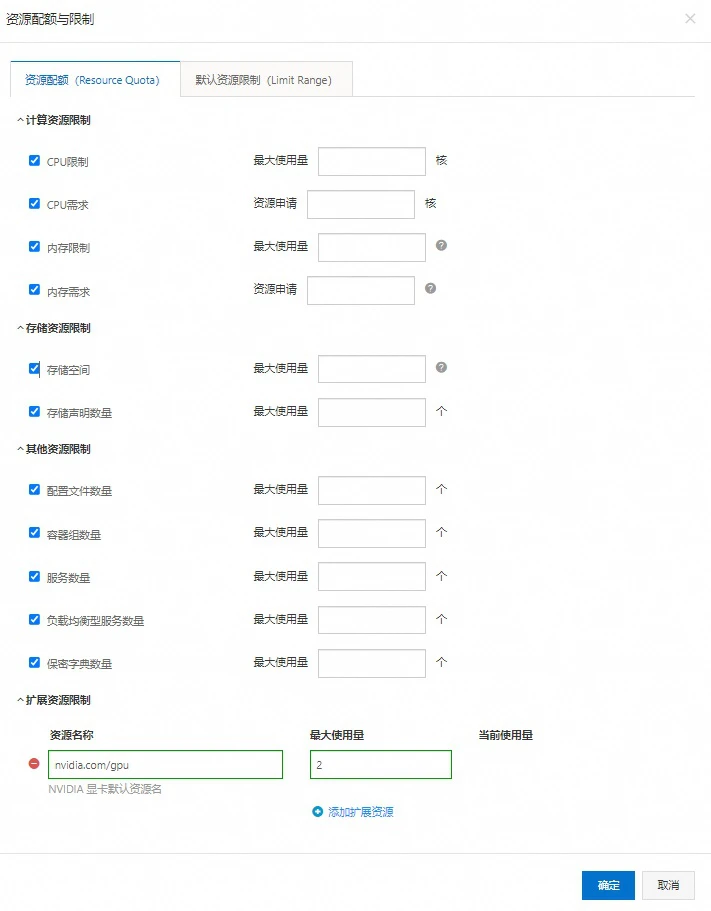 资源配额与限制
资源配额（Resource Quota）
默认资源限制（Limit Range）
计算资源限制
CPU限制 最大使用量 核
CPU需求 资源申请 核
内存限制 最大使用量 ?
内存需求 资源申请 ?
存储资源限制
存储空间 最大使用量 ?
存储声明数量 最大使用量 个
其他资源限制
配置文件数量 最大使用量 个
容器组数量 最大使用量 个
服务数量 最大使用量 个
负载均衡型服务数量 最大使用量 个
保密字典数量 最大使用量 个
扩展资源限制
资源名称 最大使用量 当前使用量
nvidia.com/gpu 2
NVIDIA 显卡默认资源名
添加扩展资源
确定 取消